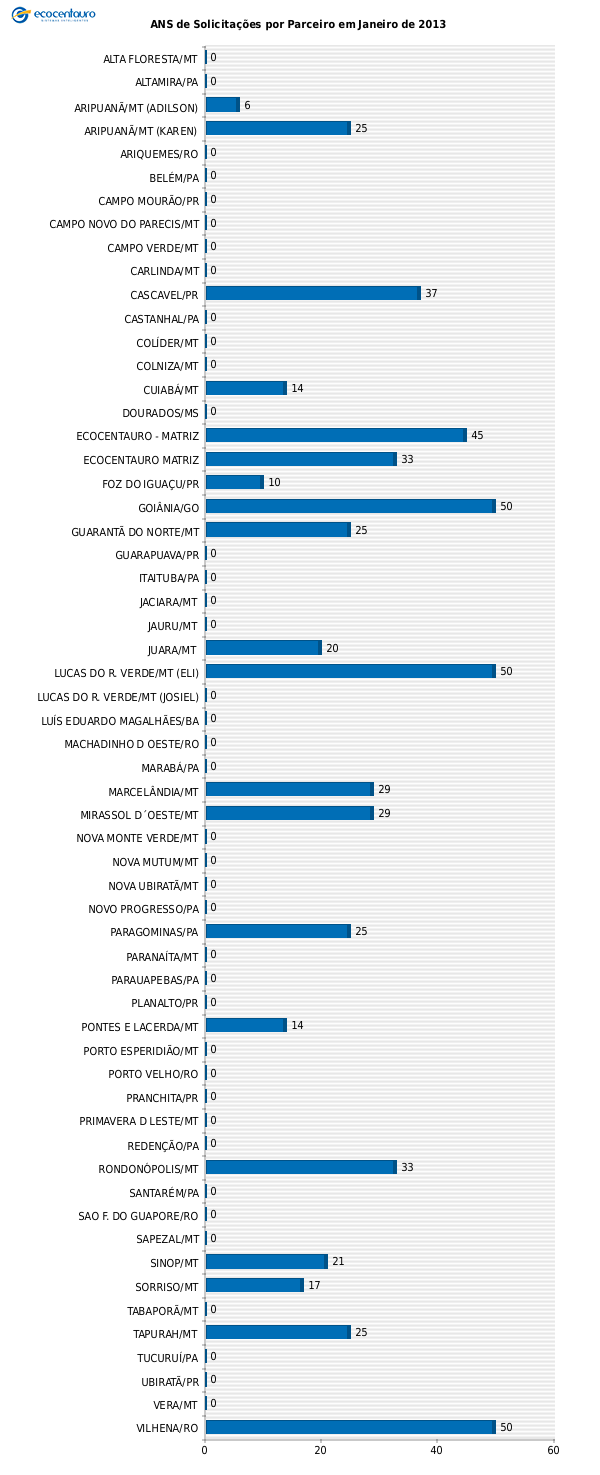 ecocentauro
ANS de Solicitações por Parceiro em Janeiro de 2013
ALTA FLORESTA/MT 0
ALTAMIRA/PA 0
ARIPUANÃ/MT (ADILSON) 6
ARIPUANÃ/MT (KAREN) 25
ARIQUEMES/RO 0
BELÉM/PA 0
CAMPO MOURÃO/PR 0
CAMPO NOVO DO PARECIS/MT 0
CAMPO VERDE/MT 0
CARLINDA/MT 0
CASCAVEL/PR 37
CASTANHAL/PA 0
COLÍDER/MT 0
COLNIZA/MT 0
CUIABÁ/MT 14
DOURADOS/MS 0
ECOCENTAURO - MATRIZ 45
ECOCENTAURO MATRIZ 33
FOZ DO IGUAÇU/PR 10
GOIÂNIA/GO 50
GUARANTÃ DO NORTE/MT 25
GUARAPUAVA/PR 0
ITAITUBA/PA 0
JACIARA/MT 0
JAURU/MT 0
JUARA/MT 20
LUCAS DO R. VERDE/MT (ELI) 50
LUCAS DO R. VERDE/MT (JOSIEL) 0
LUÍS EDUARDO MAGALHÃES/BA 0
MACHADINHO D OESTE/RO 0
MARABÁ/PA 0
MARCELÂNDIA/MT 29
MIRASSOL D´OESTE/MT 29
NOVA MONTE VERDE/MT 0
NOVA MUTUM/MT 0
NOVA UBIRATÃ/MT 0
NOVO PROGRESSO/PA 0
PARAGOMINAS/PA 25
PARANAÍTA/MT 0
PARAUAPEBAS/PA 0
PLANALTO/PR 0
PONTES E LACERDA/MT 14
PORTO ESPERIDIÃO/MT 0
PORTO VELHO/RO 0
PRANCHITA/PR 0
PRIMAVERA D LESTE/MT 0
REDENÇÃO/PA 0
RONDONÓPOLIS/MT 33
SANTARÉM/PA 0
SAO F. DO GUAPORE/RO 0
SAPEZAL/MT 0
SINOP/MT 21
SORRISO/MT 17
TABAPORÃ/MT 0
TAPURAH/MT 25
TUCURUÍ/PA 0
UBIRATÃ/PR 0
VERA/MT 0
VILHENA/RO 50
0 20 40 60